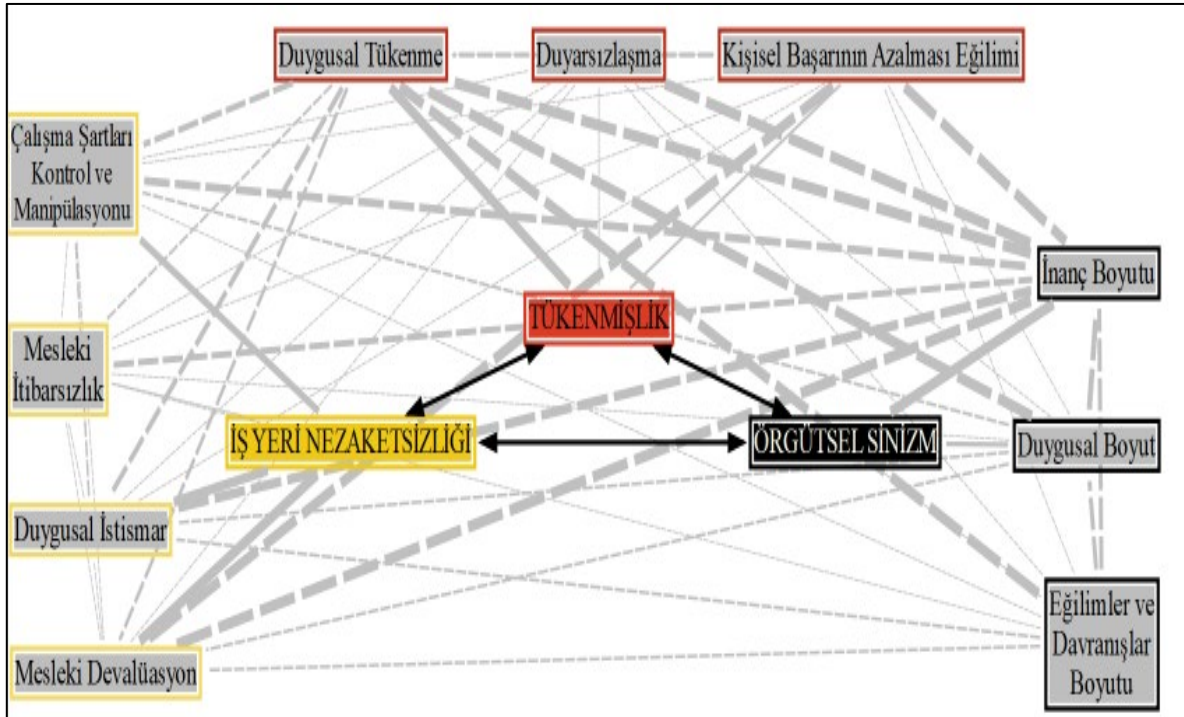 Duygusal Tükenme
Duyarsızlaşma
Kişisel Başarının Azalması Eğilimi
Çalışma Şartları
Kontrol ve
Manipülasyonu
İnanç Boyutu
TÜKENMİŞLİK
Mesleki
İtibarsızlık
İŞ YERİ NEZAKETSİZLİĞİ
ÖRGÜTSEL SİNİZM
Duygusal Boyut
Duygusal İstismar
Eğilimler ve
Davranışlar
Boyutu
Mesleki Devalüasyon